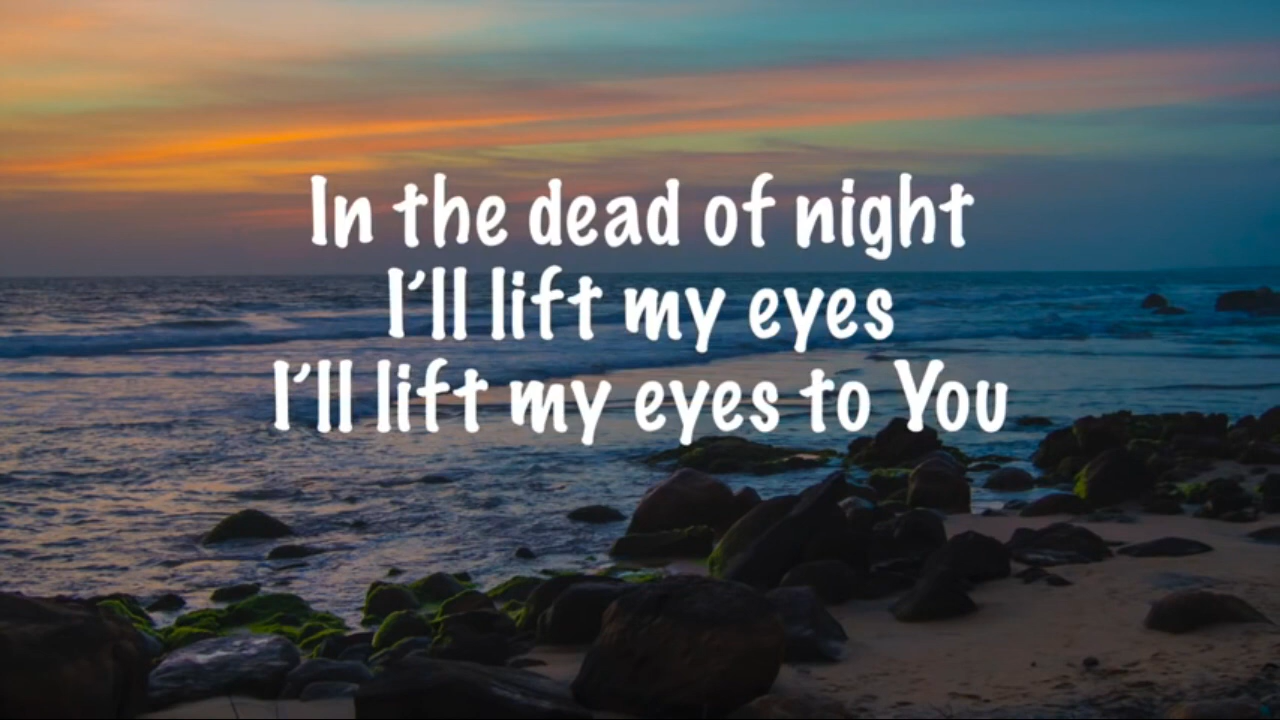 In the dead of night
I'll lift my eyes
I'll lift my eyes to You